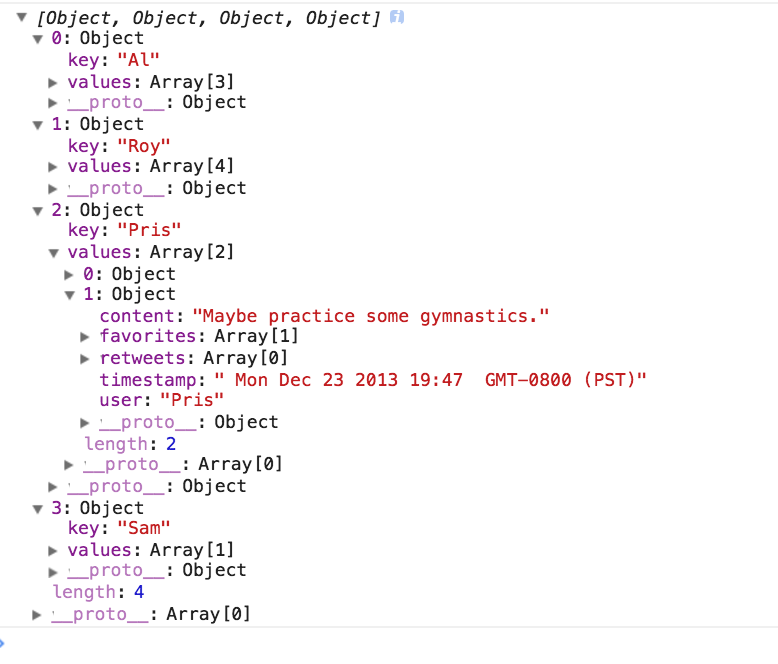 [Object, Object, Object, Object] i
0: Object
key: "Al"
values: Array[3]
__proto__: Object
1: Object
key: "Roy"
values: Array[4]
__proto__: Object
2: Object
key: "Pris"
values: Array[2]
0: Object
1: Object
content: "Maybe practice some gymnastics."
favorites: Array[1]
retweets: Array[0]
timestamp: " Mon Dec 23 2013 19:47  GMT-0800 (PST)"
user: "Pris"
__proto__: Object
length: 2
__proto__: Array[0]
__proto__: Object
3: Object
key: "Sam"
values: Array[1]
__proto__: Object
length: 4
__proto__: Array[0]